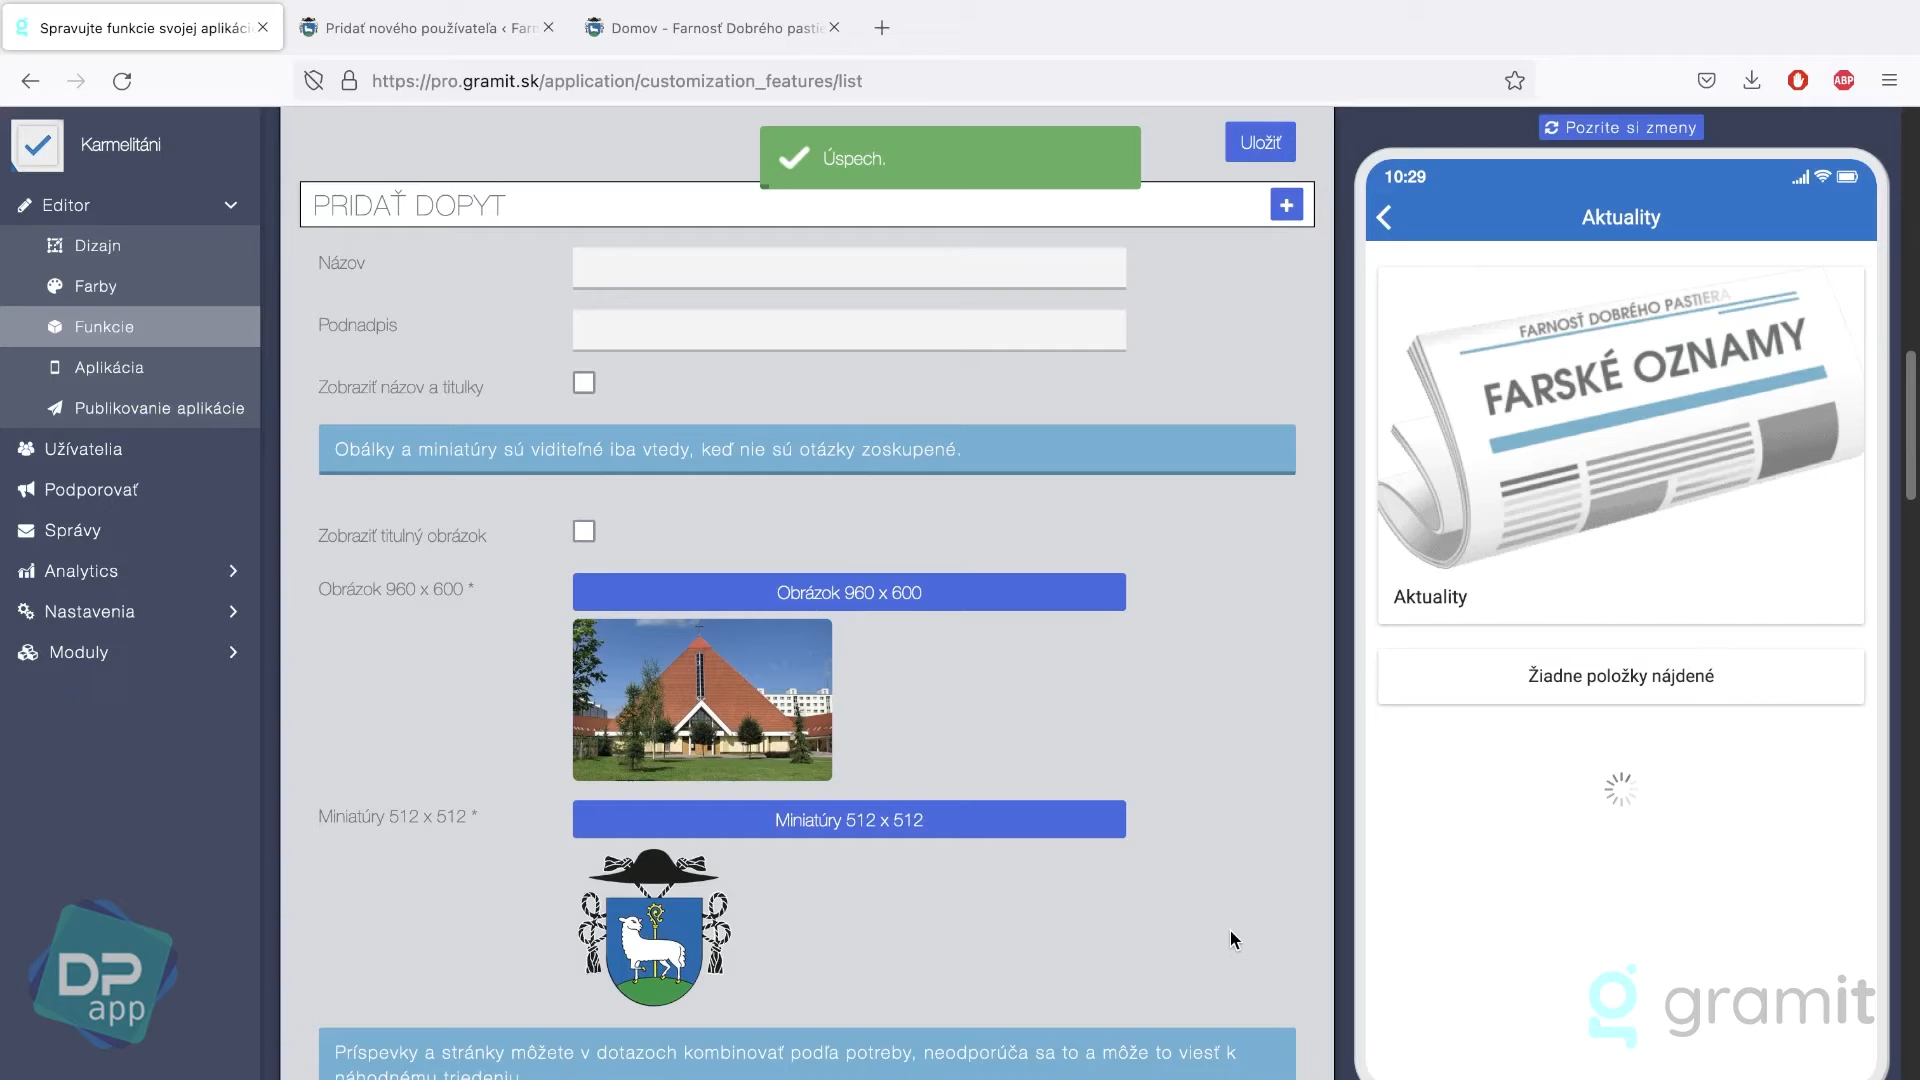 Spravujte funkcie svojej aplikáci
Pridať nového používateľa ‹ Farn
Domov - Farnosť Dobrého pastie
https://pro.gramit.sk/application/customization_features/list
ABP
Karmelitáni
Editor
Dizajn
Farby
Funkcie
Aplikácia
Publikovanie aplikácie
Užívatelia
Podporovať
Správy
Analytics
Nastavenia
Moduly
DP
app
Úspech.
Uložiť
PRIDAŤ DOPYT
Názov
Podnadpis
Zobraziť názov a titulky
Obálky a miniatúry sú viditeľné iba vtedy, keď nie sú otázky zoskupené.
Zobraziť titulný obrázok
Obrázok 960 x 600 *
Obrázok 960 x 600
Miniatúry 512 x 512 *
Miniatúry 512 x 512
Príspevky a stránky môžete v dotazoch kombinovať podľa potreby, neodporúča sa to a môže to viesť k
náhodnému triedeniu.
Pozrite si zmeny
10:29
Aktuality
FARNOSŤ DOBRÉHO PASTIERA
FARSKÉ OZNAMY
Aktuality
Žiadne položky nájdené
gramit